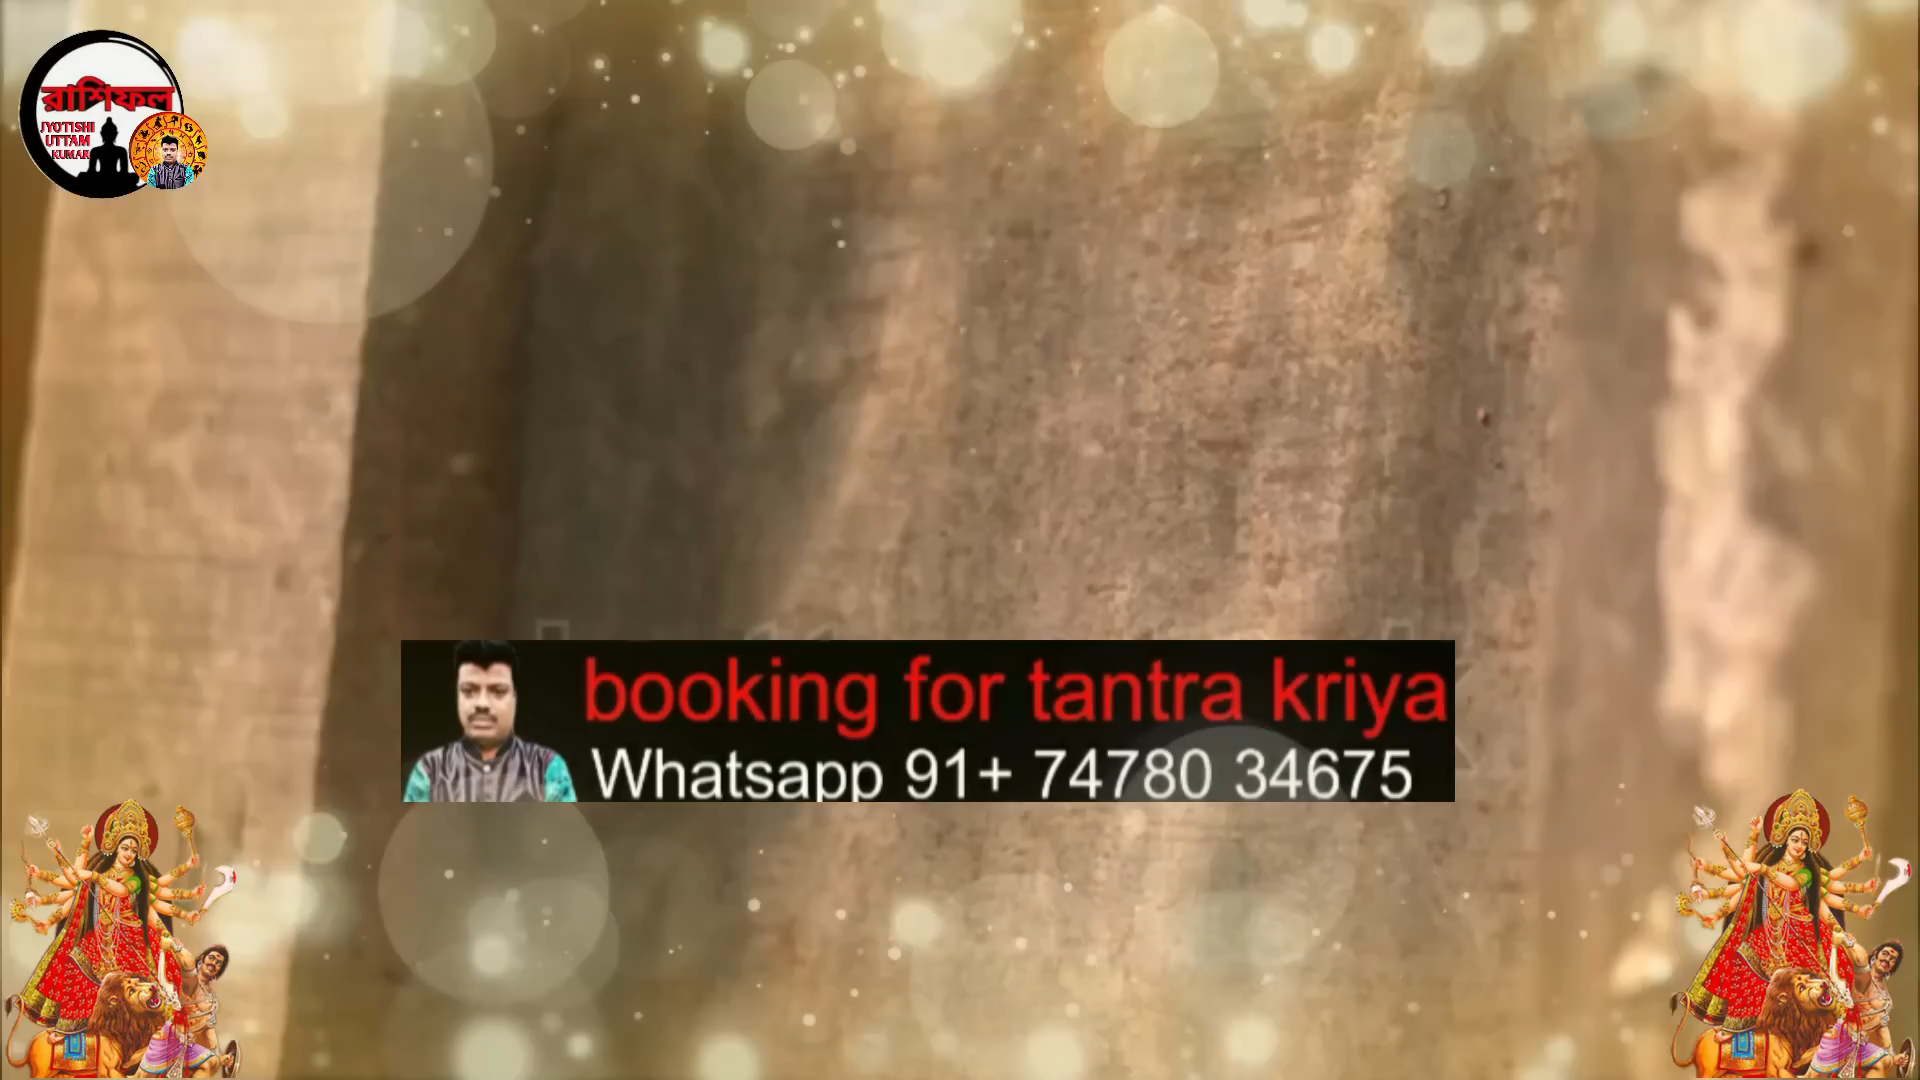 রাশিফল
JYOTISHI
UTTAM
KUMAR
booking for tantra kriya
Whatsapp 91+ 74780 34675